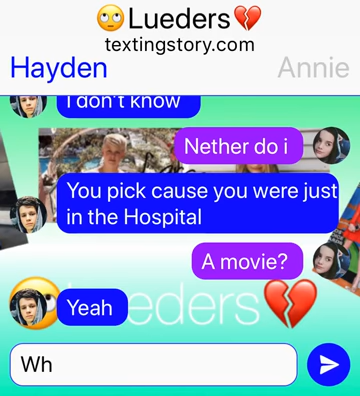 🙄Lueders💔
textingstory.com
Hayden Annie
I don't know
Nether do i
You pick cause you were just
in the Hospital
A movie?
Yeah
eders
Wh